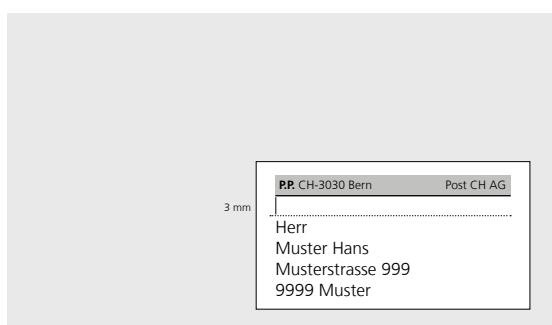 P.P. CH-3030 Bern Post CH AG
3 mm
Herr
Muster Hans
Musterstrasse 999
9999 Muster